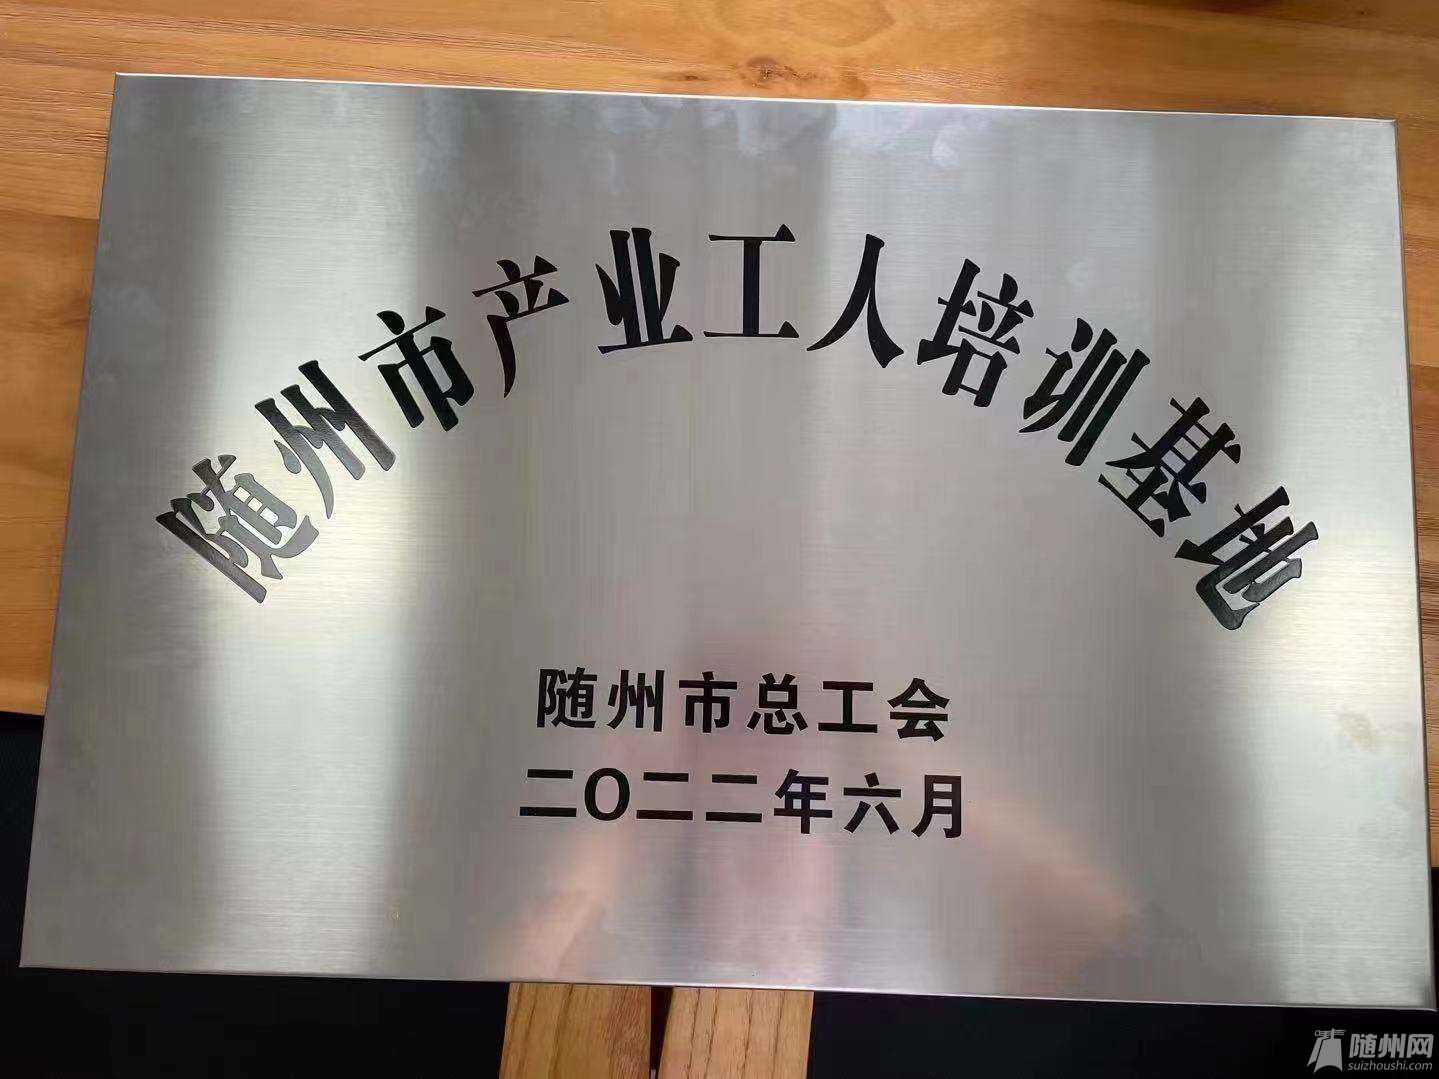 随州市产业工人培训基地
随州市总工会
二〇二二年六月
随州网
suizhoushi.com